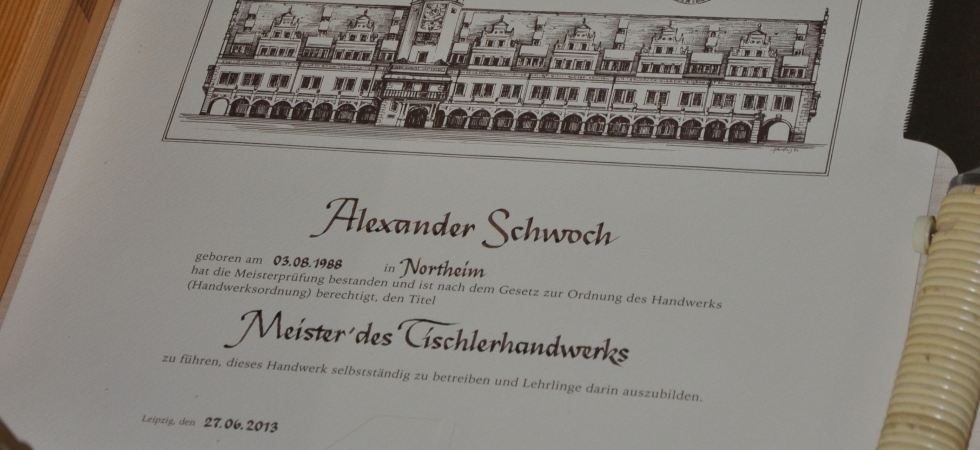 Alexander Schwoch
geboren am 03.08.1988 in Northeim
hat die Meisterprüfung bestanden und ist nach dem Gesetz zur Ordnung des Handwerks
(Handwerksordnung) berechtigt, den Titel
Meister des Tischlerhandwerks
zu führen, dieses Handwerk selbstständig zu betreiben und Lehrlinge darin auszubilden.
Leipzig, den 27.06.2013